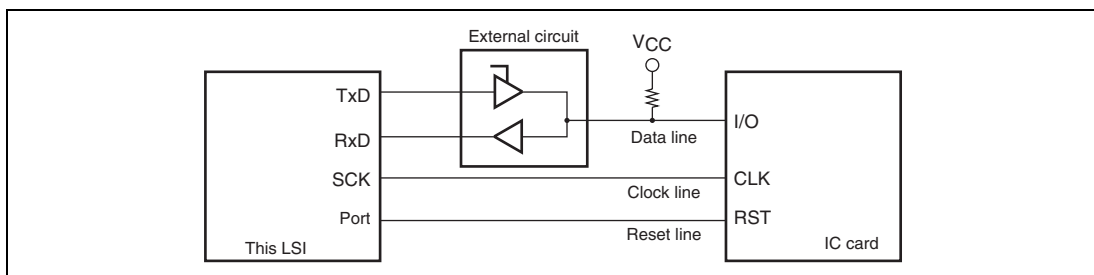 External circuit
VCC
TxD
RxD
SCK
Port
This LSI
Data line
Clock line
Reset line
I/O
CLK
RST
IC card